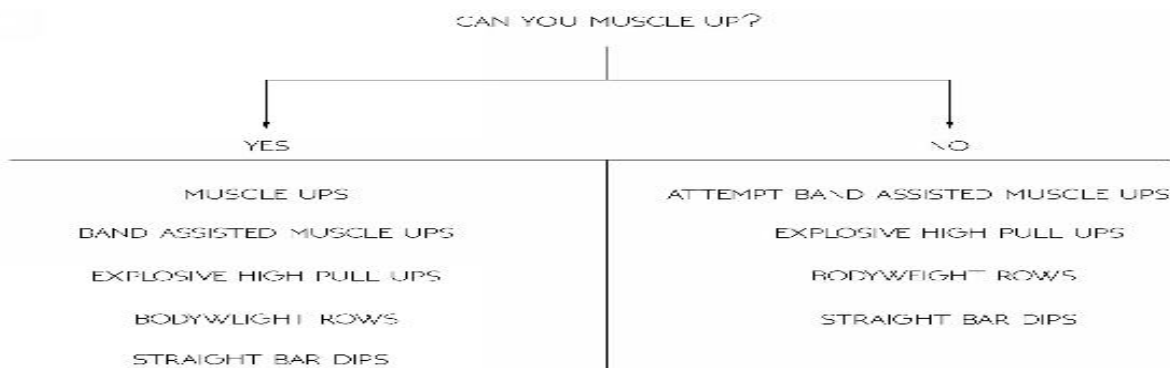 CAN YOU MUSCLE UP?
YES
NO
MUSCLE UPS
BAND ASSISTED MUSCLE UPS
EXPLOSIVE HIGH PULL UPS
BODYWEIGHT ROWS
STRAIGHT BAR DIPS
ATTEMPT BAND ASSISTED MUSCLE UPS
EXPLOSIVE HIGH PULL UPS
BODYWEIGHT ROWS
STRAIGHT BAR DIPS